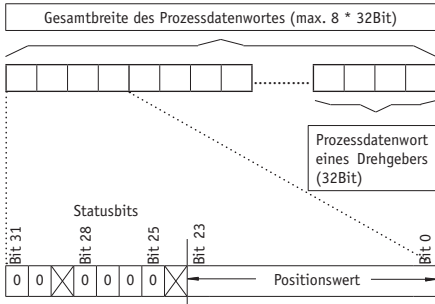 Gesamtbreite des Prozessdatenwortes (max. 8 * 32Bit)
Prozessdatenwort
eines Drehgebers
(32Bit)
Statusbits
Bit 31
Bit 28
Bit 25
Bit 23
Bit 0
0 0 0 0 0 0
Positionswert